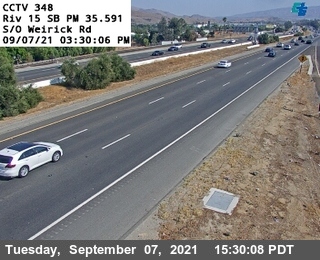 CCTV 348
Riv 15 SB PM 35.591
S/O Weirick Rd
09/07/21 03:30:06 PM
Tuesday, September 07, 2021 15:30:08 PDT